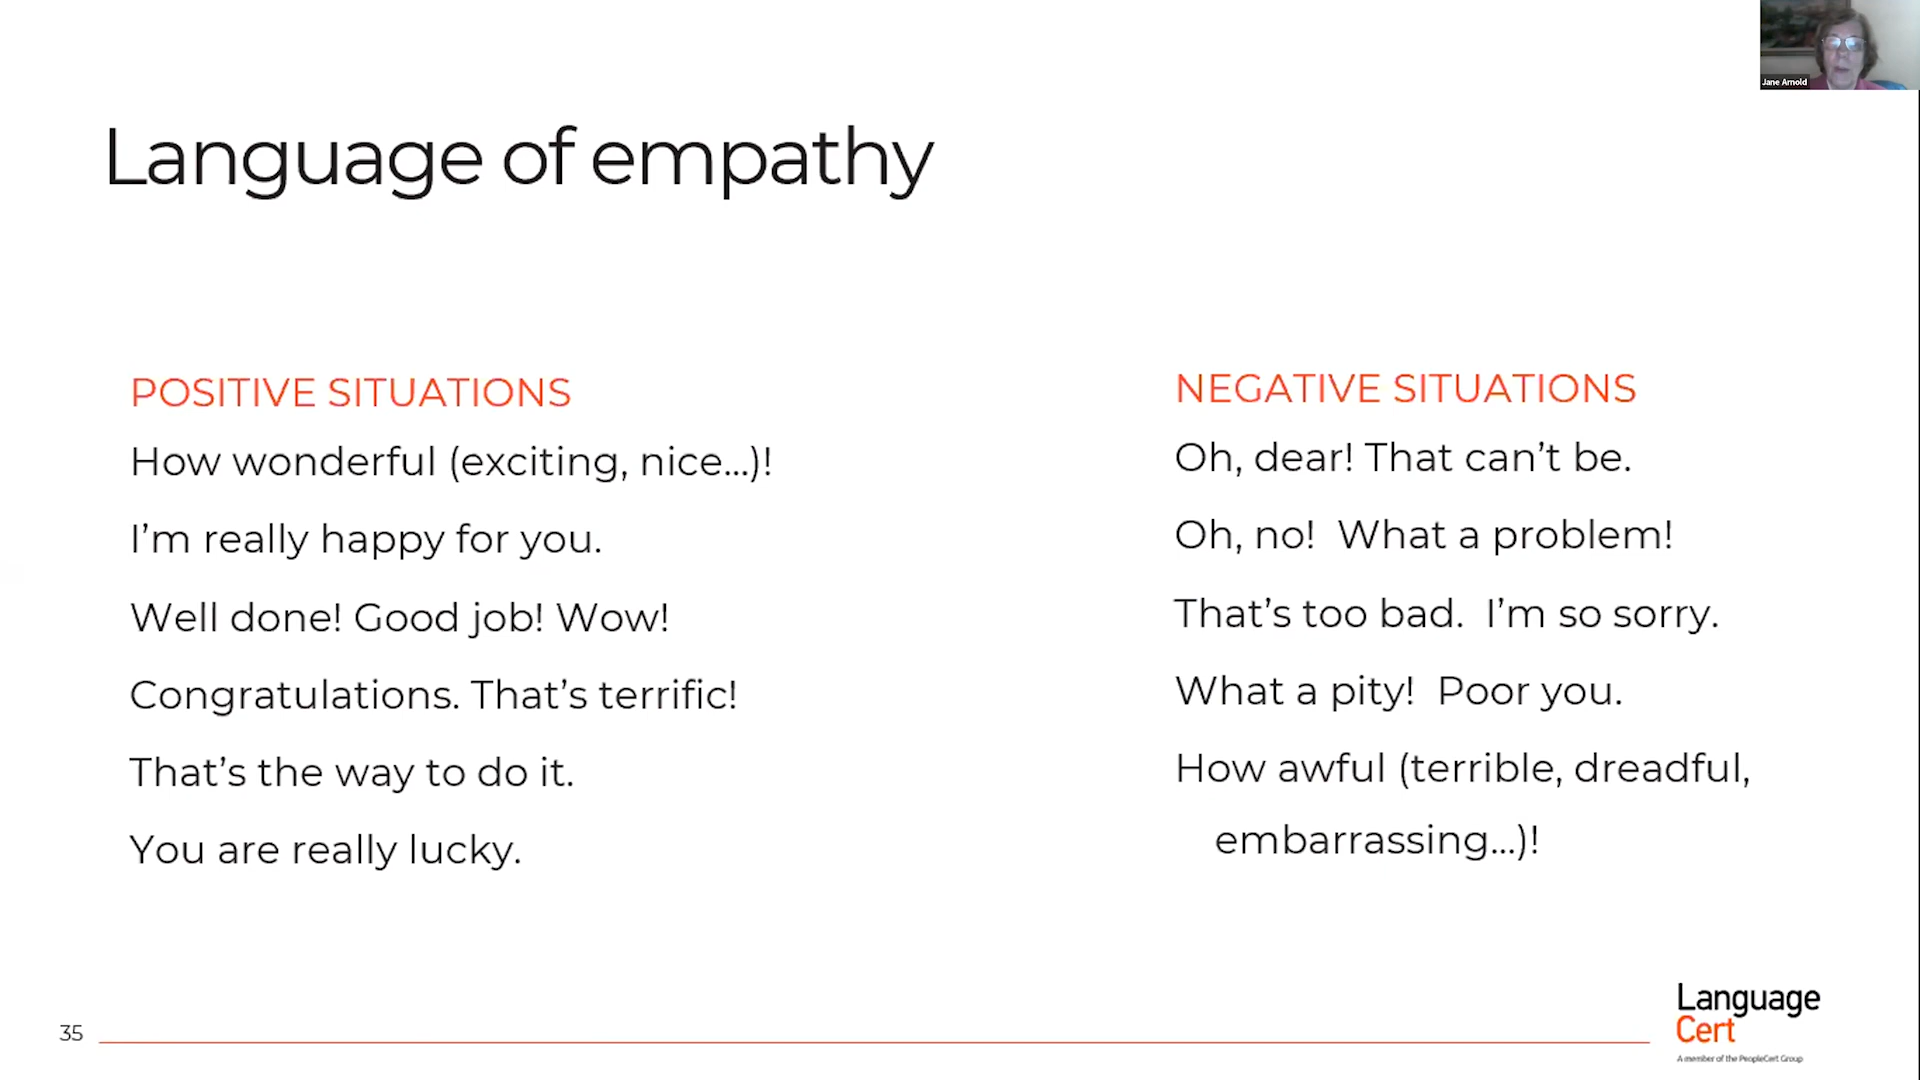 Jane Arnold
Language of empathy
POSITIVE SITUATIONS
How wonderful (exciting, nice...)!
I'm really happy for you.
Well done! Good job! Wow!
Congratulations. That's terrific!
That's the way to do it.
You are really lucky.
NEGATIVE SITUATIONS
Oh, dear! That can't be.
Oh, no!  What a problem!
That's too bad.  I'm so sorry.
What a pity!  Poor you.
How awful (terrible, dreadful,
embarrassing...)!
35
Language
Cert
A member of the PeopleCert Group